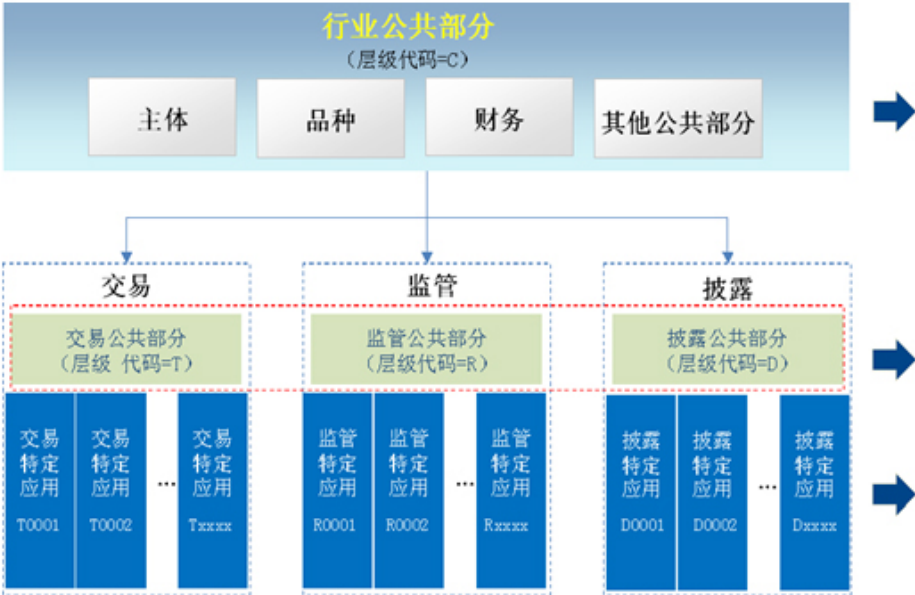 行业公共部分
（层级代码=C）
主体
品种
财务
其他公共部分
交易
监管
披露
交易公共部分
（层级 代码=T）
监管公共部分
（层级代码=R）
披露公共部分
（层级代码=D）
交易
特定
应用
T0001
交易
特定
应用
T0002
...
交易
特定
应用
Txxxx
监管
特定
应用
R0001
监管
特定
应用
R0002
...
监管
特定
应用
Rxxxx
披露
特定
应用
D0001
披露
特定
应用
D0002
...
披露
特定
应用
Dxxxx